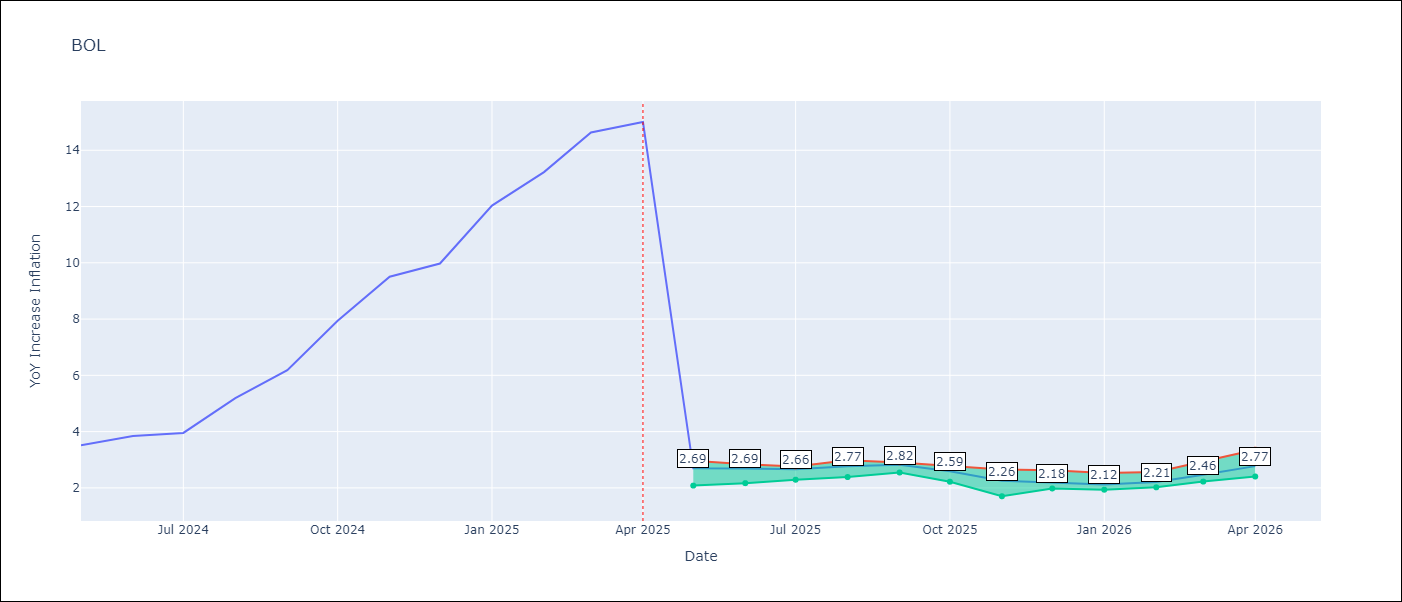 BOL
YoY Increase Inflation
14
12
10
8
6
4
2
2.69
2.69
2.66
2.77
2.82
2.59
2.26
2.18
2.12
2.21
2.46
2.77
Jul 2024
Oct 2024
Jan 2025
Apr 2025
Jul 2025
Oct 2025
Jan 2026
Apr 2026
Date